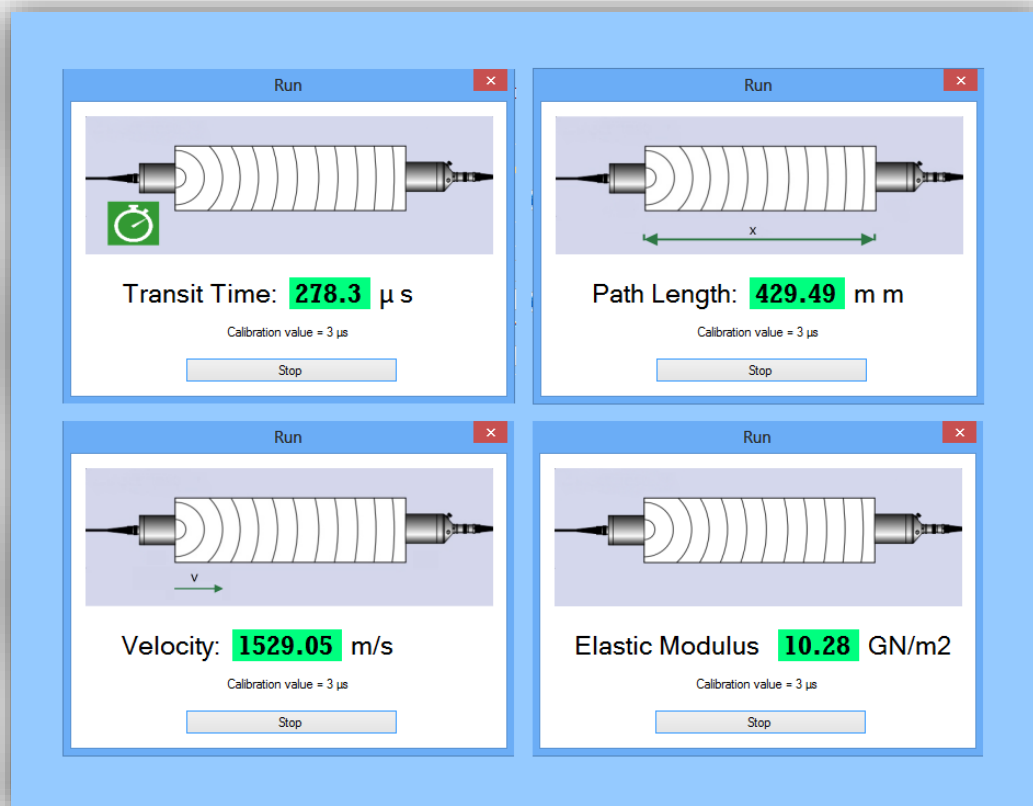 Run
Transit Time: 278.3 µ s
Calibration value = 3 µs
Stop
Run
x
Path Length: 429.49 m m
Calibration value = 3 µs
Stop
Run
v
Velocity: 1529.05 m/s
Calibration value = 3 µs
Stop
Run
Elastic Modulus 10.28 GN/m2
Calibration value = 3 µs
Stop